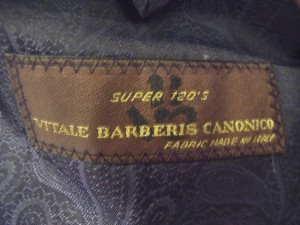 SUPER 120'S
VITALE BARBERIS CANONICO
FABRIC MADE IN ITALY